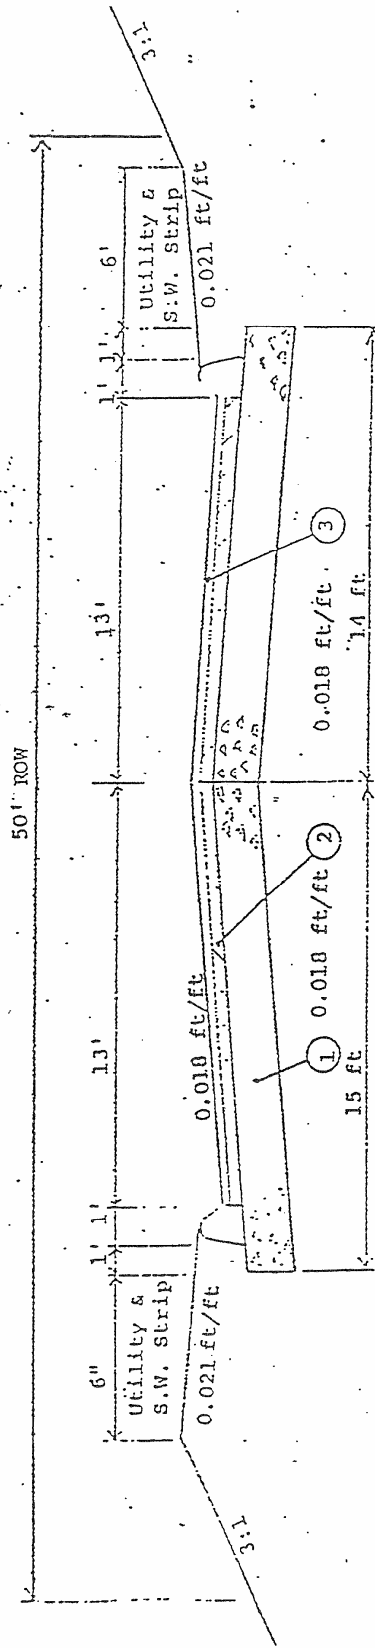 50' ROW
6" 1' 1' 13' 13' 1' 1' 6'
Utility &
S.W. Strip
0.021 ft/ft
3:1
0.018 ft/ft
Utility &
S.W. Strip
0.021 ft/ft
3:1
1 0.018 ft/ft 2
15 ft
0.018 ft/ft 3
14 ft